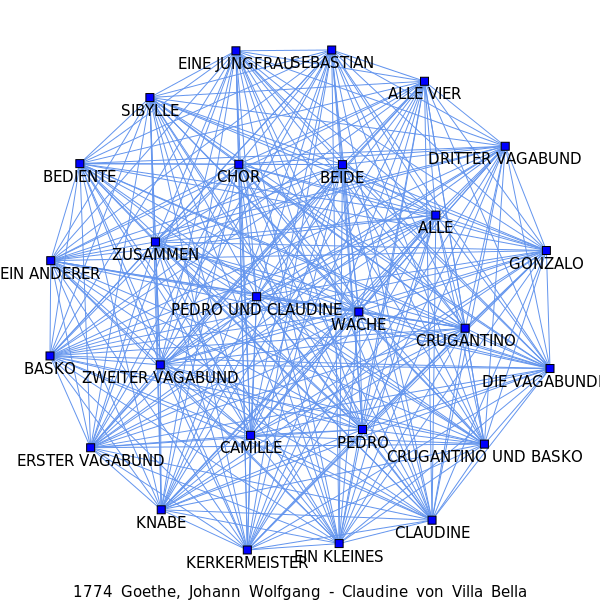 EINE JUNGFRAU
SEBASTIAN
ALLE VIER
SIBYLLE
DRITTER VAGABUND
BEDIENTE
CHOR
BEIDE
ALLE
ZUSAMMEN
GONZALO
EIN ANDERER
PEDRO UND CLAUDINE
WACHE
CRUGANTINO
BASKO
ZWEITER VAGABUND
DIE VAGABUND
CAMILLE
PEDRO
CRUGANTINO UND BASKO
ERSTER VAGABUND
KNABE
CLAUDINE
KERKERMEISTER
EIN KLEINES
1774 Goethe, Johann Wolfgang - Claudine von Villa Bella